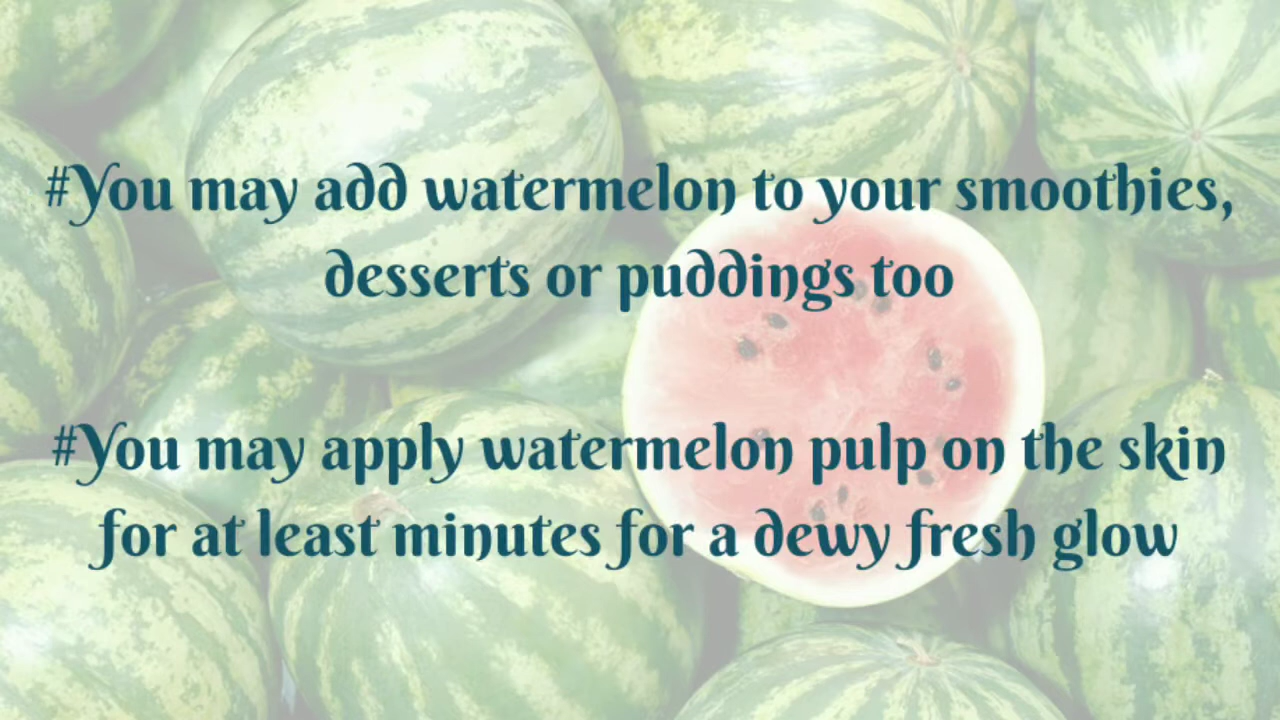 #You may add watermelon to your smoothies,
desserts or puddings too
#You may apply watermelon pulp on the skin
for at least minutes for a dewy fresh glow